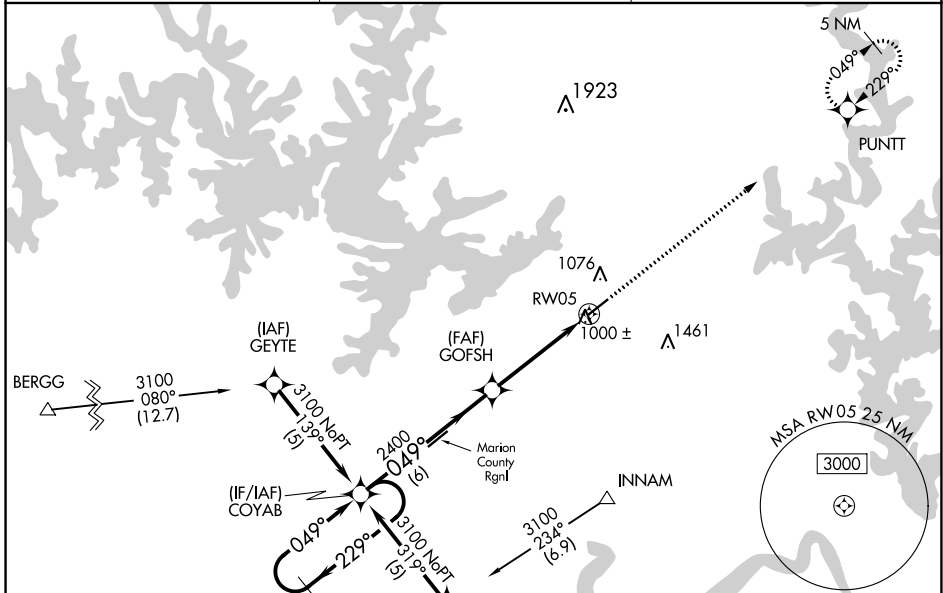 5 NM
049°
229°
PUNTT
1923
1076
RW05
1000 ±
1461
(IAF)
GEYTE
(FAF)
GOFSH
BERGG
3100
080°
(12.7)
3100 NoPT
139°
(5)
2400
049°
(6)
Marion
County
Rgnl
MSA RW05 25 NM
3000
(IF/IAF)
COYAB
INNAM
3100
234°
(6.9)
049°
229°
3100 NoPT
319°
(5)